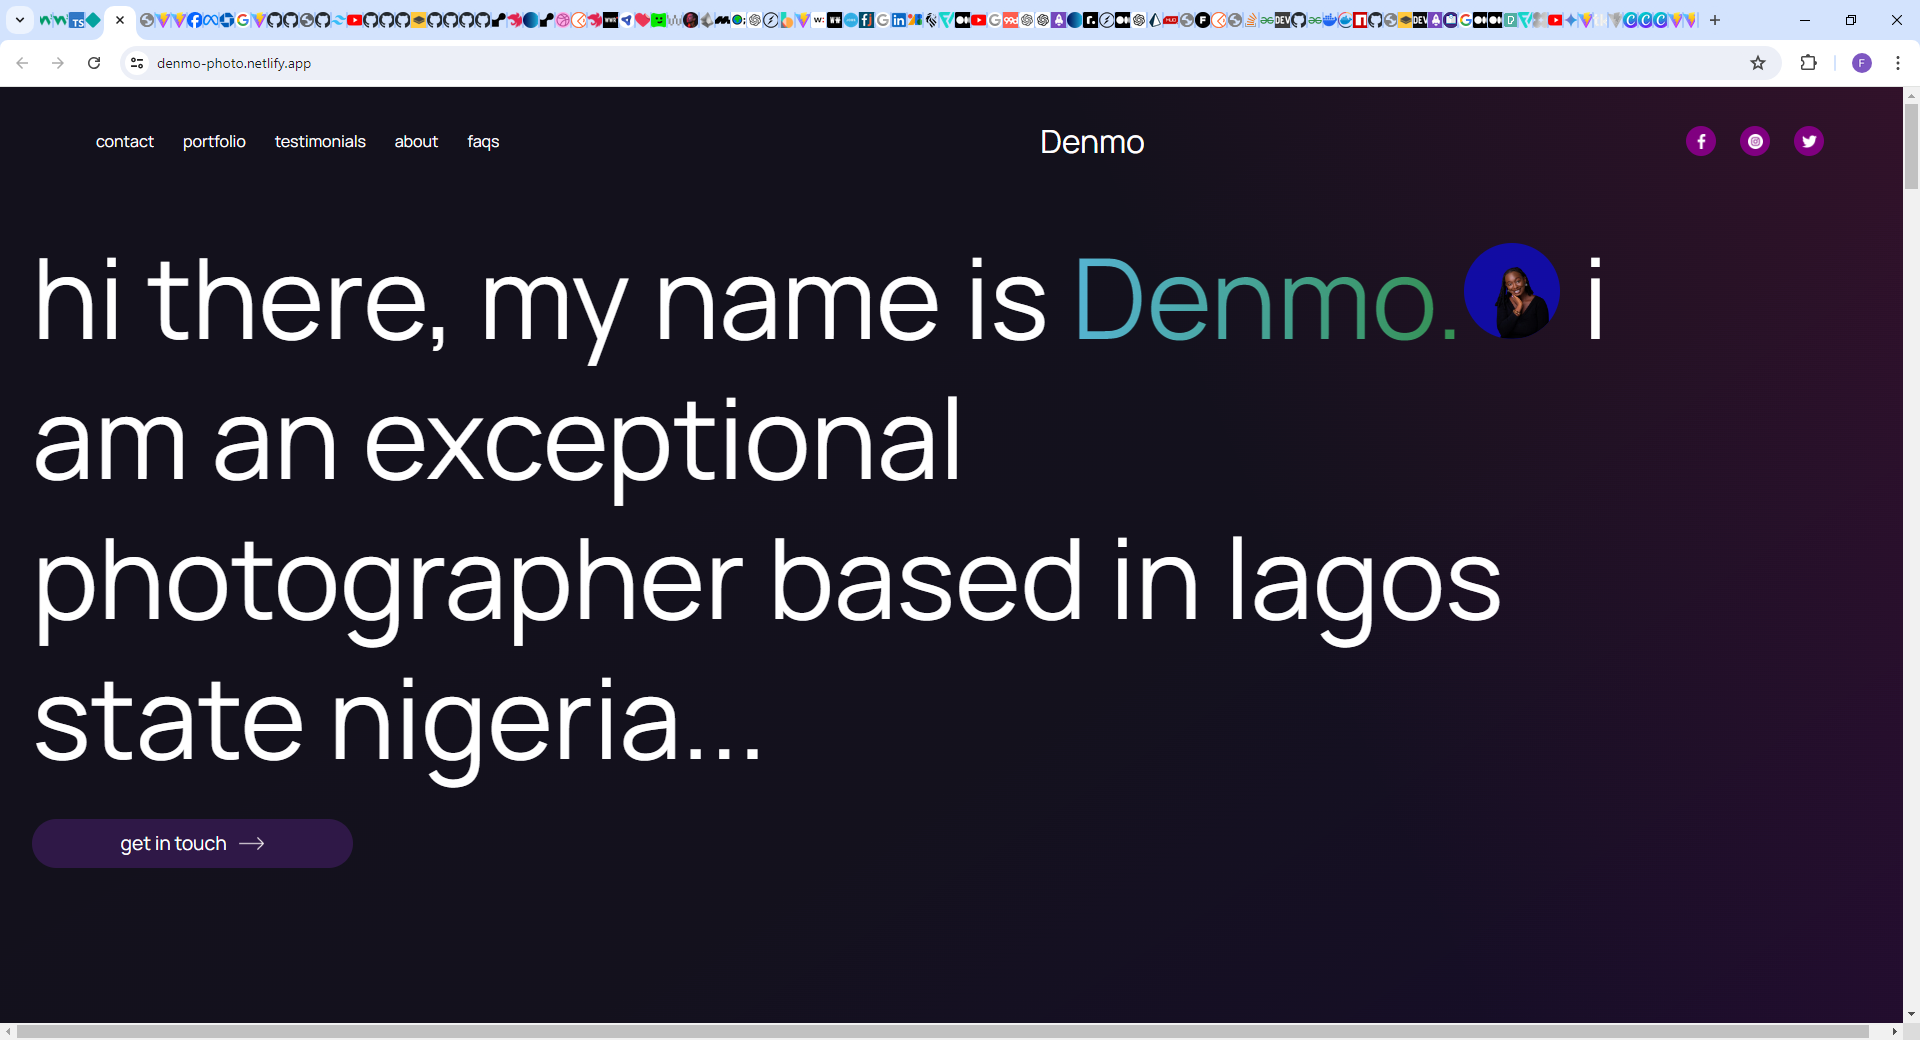 denmo-photo.netlify.app
F
contact portfolio testimonials about faqs
Denmo
hi there, my name is Denmo. i
am an exceptional
photographer based in lagos
state nigeria...
get in touch